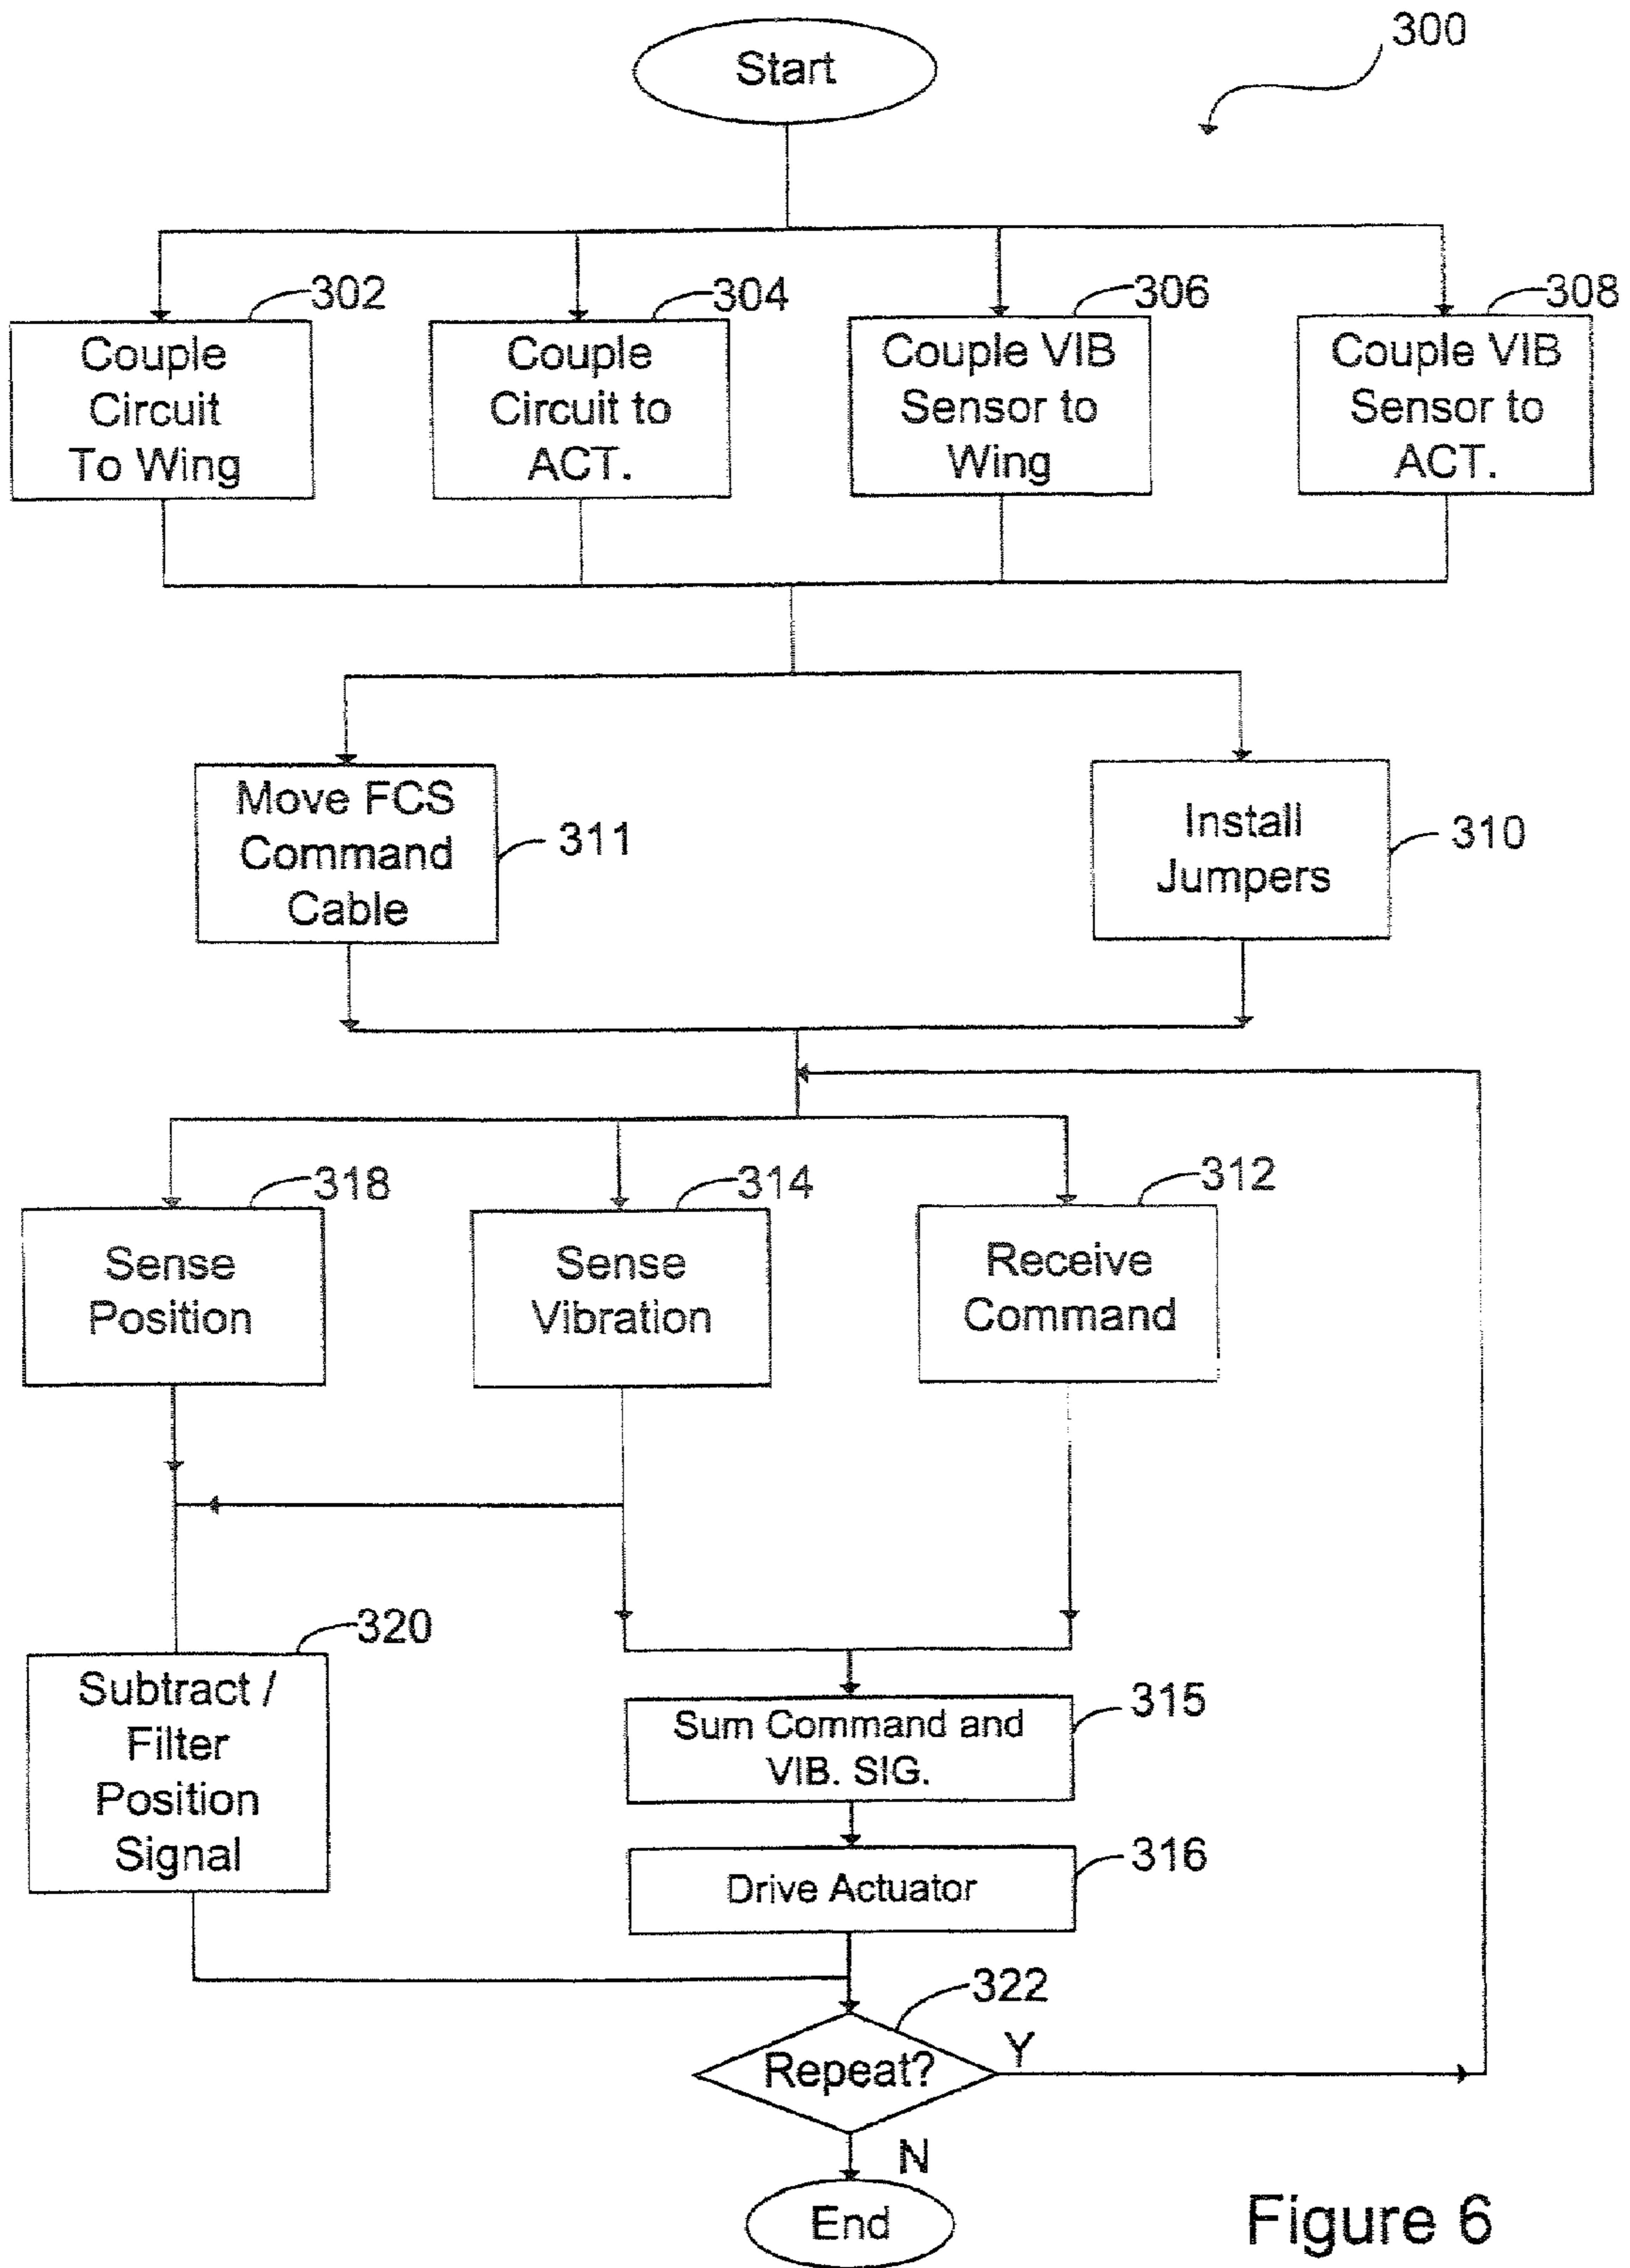 Start
300
302
304
306
308
Couple
Circuit
To Wing
Couple
Circuit to
ACT.
Couple VIB
Sensor to
Wing
Couple VIB
Sensor to
ACT.
Move FCS
Command
Cable
311
Install
Jumpers
310
318
314
312
Sense
Position
Sense
Vibration
Receive
Command
320
Subtract /
Filter
Position
Signal
315
Sum Command and
VIB. SIG.
316
Drive Actuator
322
Repeat?
Y
N
End
Figure 6